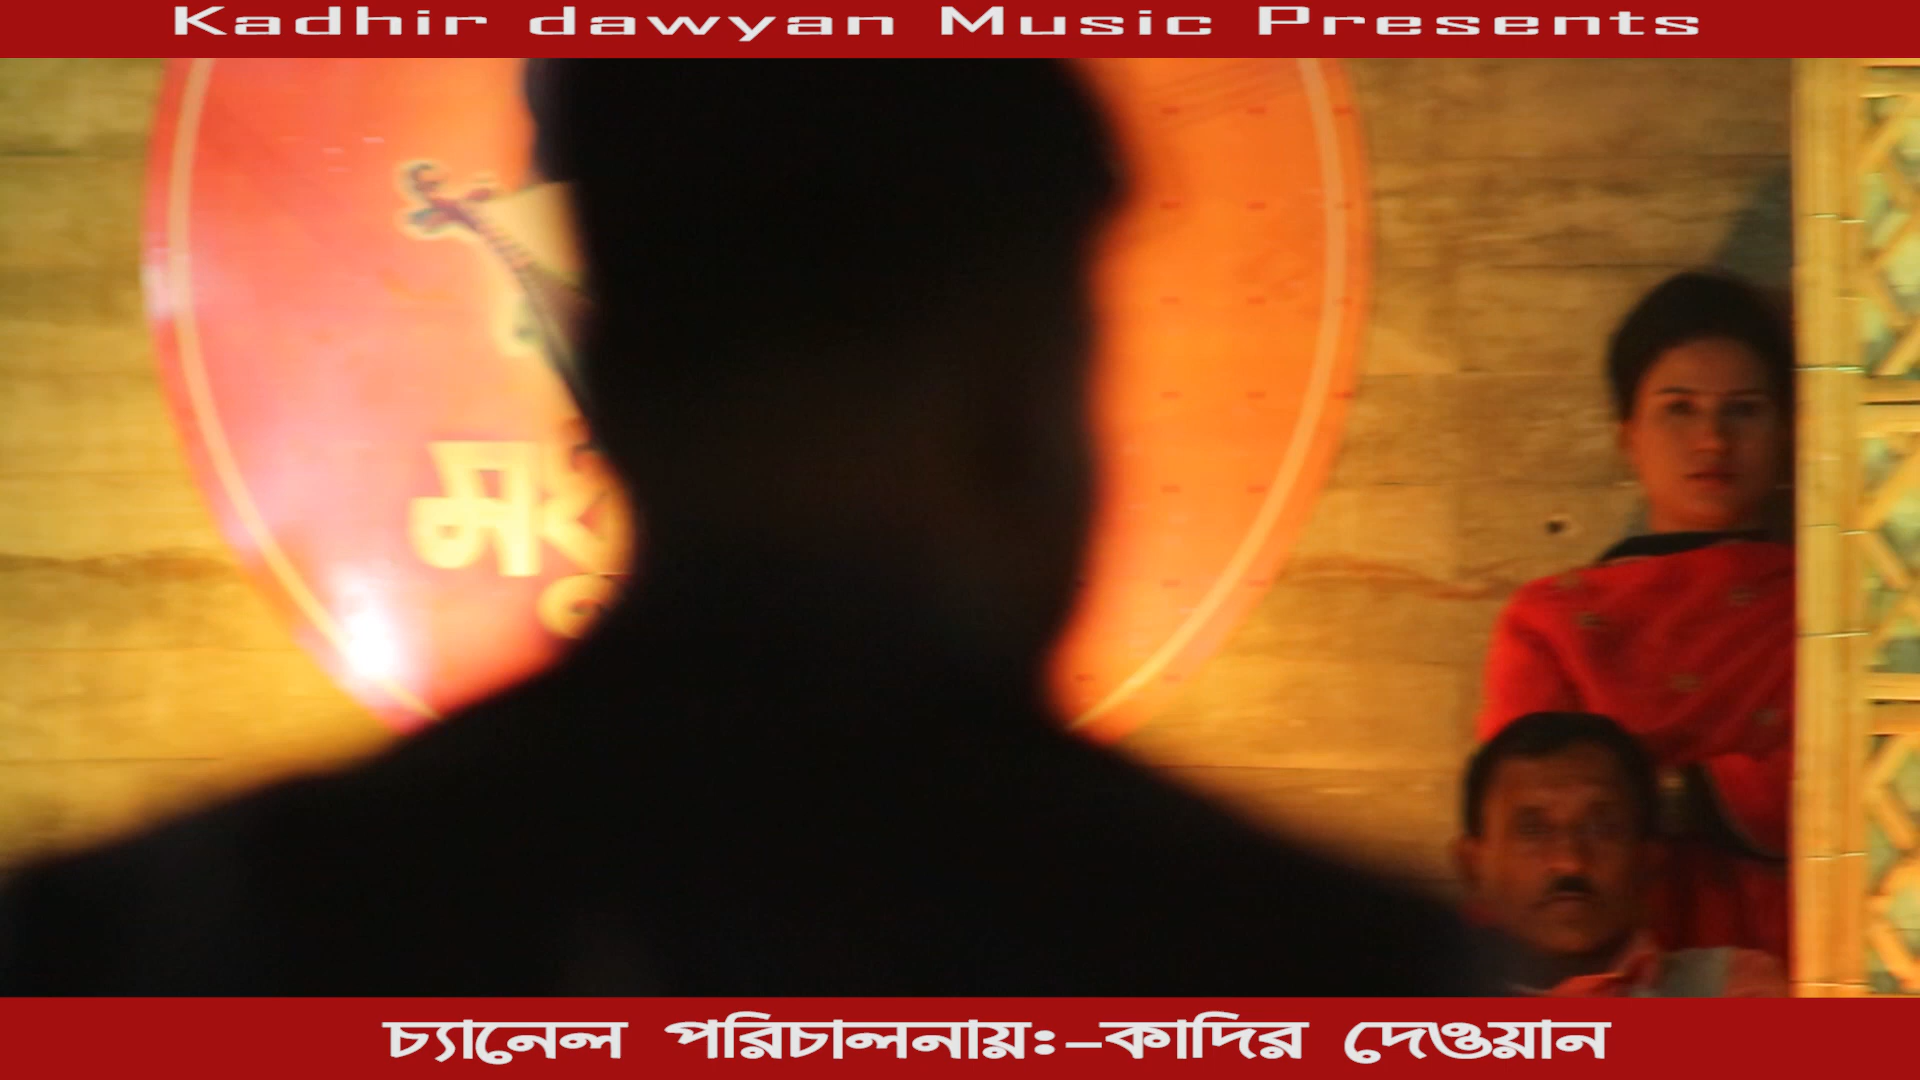 Kadhir dawyan Music Presents
চ্যানেল পরিচালনায়ঃ-কাদির দেওয়ান